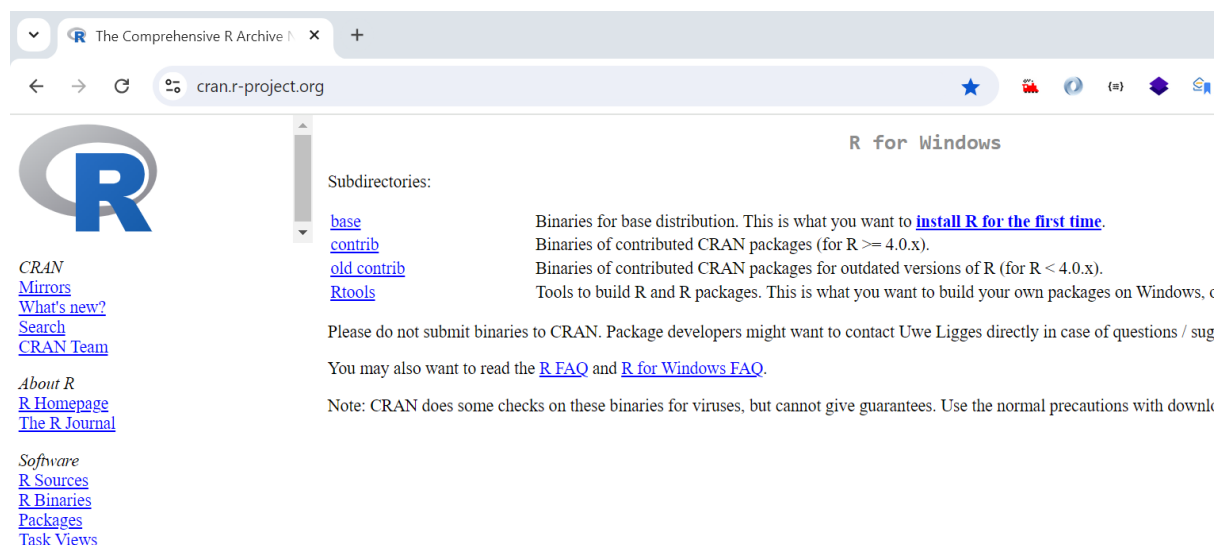 The Comprehensive R Archive
cran.r-project.org
R
CRAN
Mirrors
What's new?
Search
CRAN Team
About R
R Homepage
The R Journal
Software
R Sources
R Binaries
Packages
Task Views
R for Windows
Subdirectories:
base Binaries for base distribution. This is what you want to install R for the first time.
contrib Binaries of contributed CRAN packages (for R >= 4.0.x).
old contrib Binaries of contributed CRAN packages for outdated versions of R (for R < 4.0.x).
Rtools Tools to build R and R packages. This is what you want to build your own packages on Windows,
Please do not submit binaries to CRAN. Package developers might want to contact Uwe Ligges directly in case of questions /
You may also want to read the R FAQ and R for Windows FAQ.
Note: CRAN does some checks on these binaries for viruses, but cannot give guarantees. Use the normal precautions with